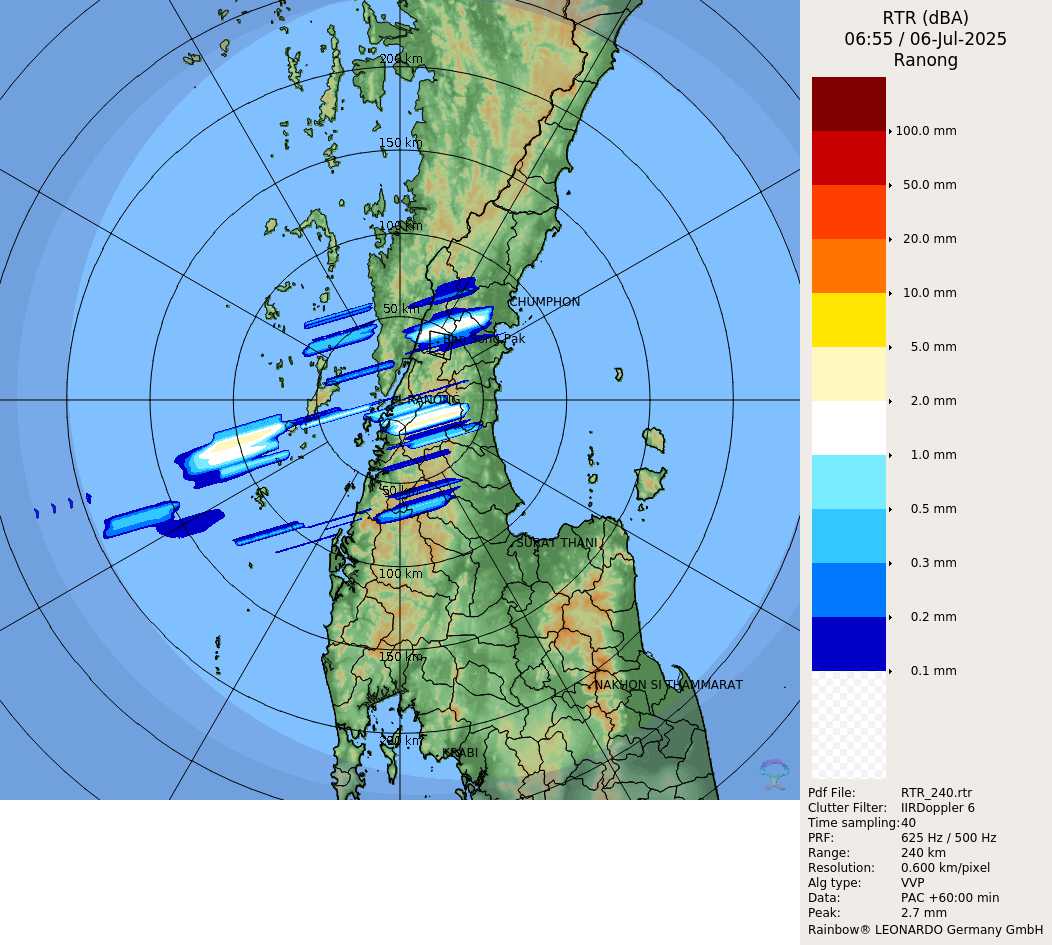 RTR (dBA)
06:55 / 06-Jul-2025
Ranong
100.0 mm
50.0 mm
20.0 mm
10.0 mm
5.0 mm
2.0 mm
1.0 mm
0.5 mm
0.3 mm
0.2 mm
0.1 mm
200 km
150 km
100 km
50 km
CHUMPHON
RANONG
50 km
SURAT THANI
100 km
150 km
NAKHON SI THAMMARAT
200 km
KRABI
Pdf File: RTR_240.rtr
Clutter Filter: IIRDoppler 6
Time sampling: 40
PRF: 625 Hz / 500 Hz
Range: 240 km
Resolution: 0.600 km/pixel
Alg type: VVP
Data: PAC +60:00 min
Peak: 2.7 mm
Rainbow® LEONARDO Germany GmbH